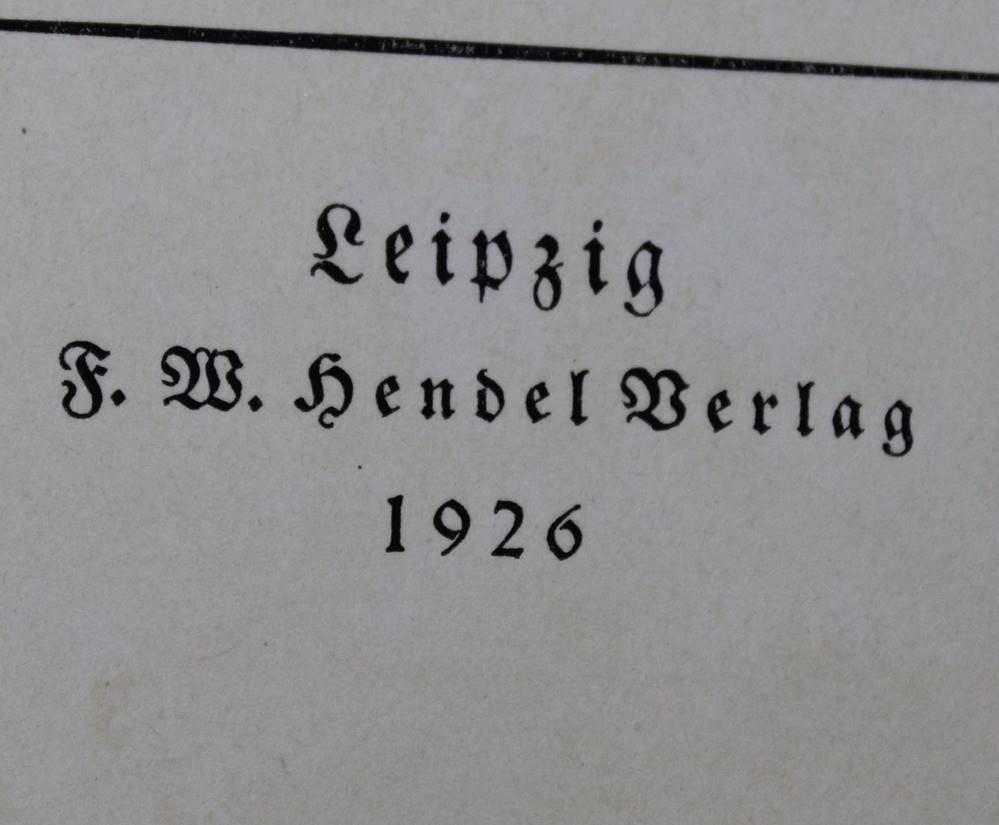 Leipzig
F. W. Hendel Verlag
1926